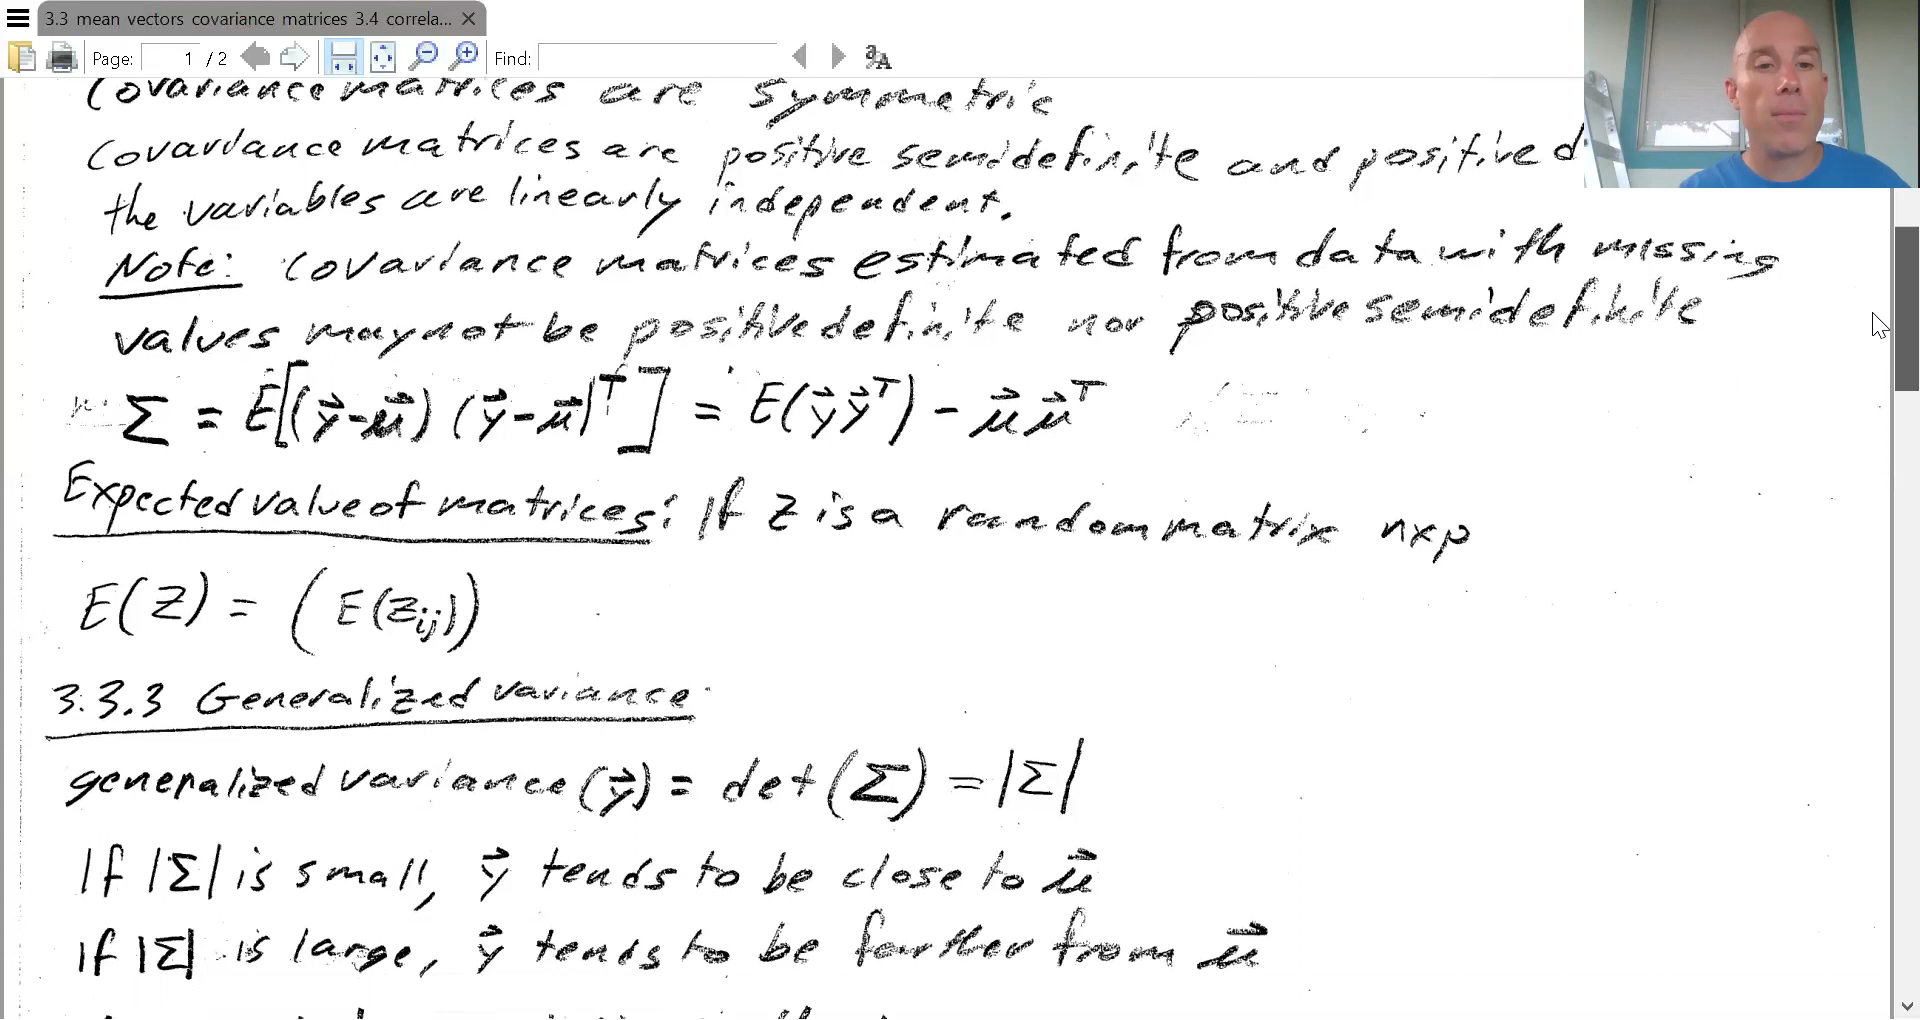 3.3 mean vectors covariance matrices 3.4 correla...
Page: 1 / 2 Find:
Covariance matrices are symmetric
Covariance matrices are positive semidefinite and positive d
the variables are linearly independent.
Note: Covariance matrices estimated from data with missing
values may not be positive definite nor positive semidefinite
Σ = E[(y⃗-μ⃗) (y⃗-μ⃗)ᵀ] = E(y⃗y⃗ᵀ) - μ⃗μ⃗ᵀ
Expected value of matrices: If Z is a random matrix nxp
E(Z) = (E(Zij))
3.3.3 Generalized variance
generalized variance (y⃗) = det(Σ) = |Σ|
If |Σ| is small, y⃗ tends to be close to μ⃗
if |Σ| is large, y⃗ tends to be farther from μ⃗